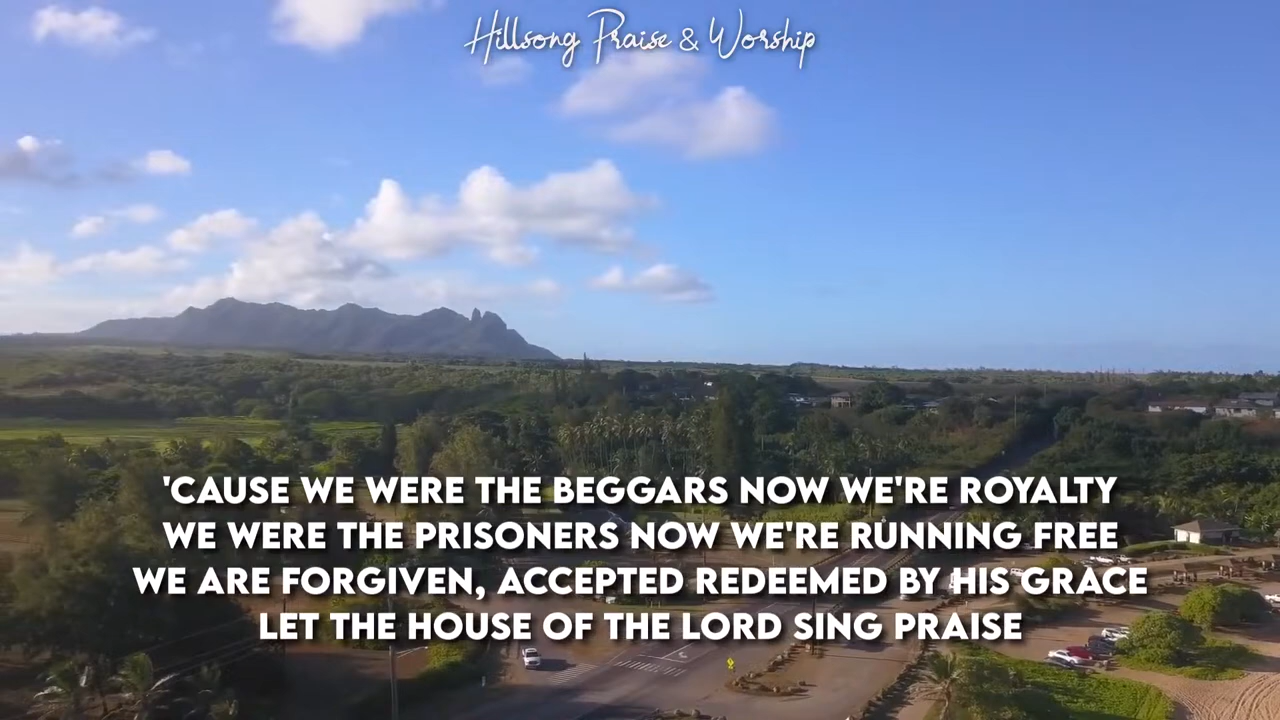 Hillsong Praise & Worship
'CAUSE WE WERE THE BEGGARS NOW WE'RE ROYALTY
WE WERE THE PRISONERS NOW WE'RE RUNNING FREE
WE ARE FORGIVEN, ACCEPTED REDEEMED BY HIS GRACE
LET THE HOUSE OF THE LORD SING PRAISE